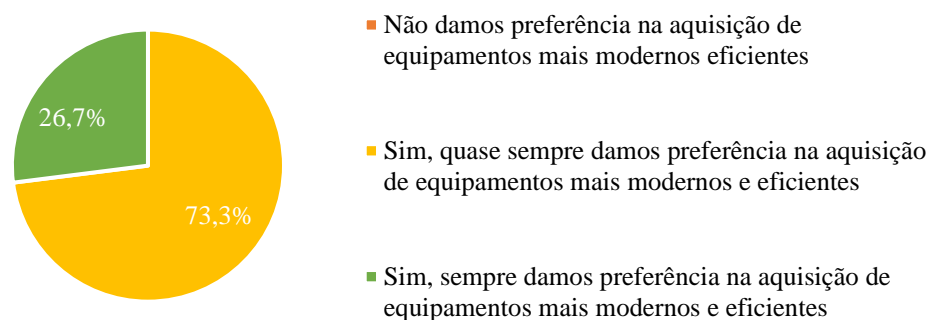 Não damos preferência na aquisição de
equipamentos mais modernos eficientes
26,7%
Sim, quase sempre damos preferência na aquisição
de equipamentos mais modernos e eficientes
73,3%
Sim, sempre damos preferência na aquisição de
equipamentos mais modernos e eficientes